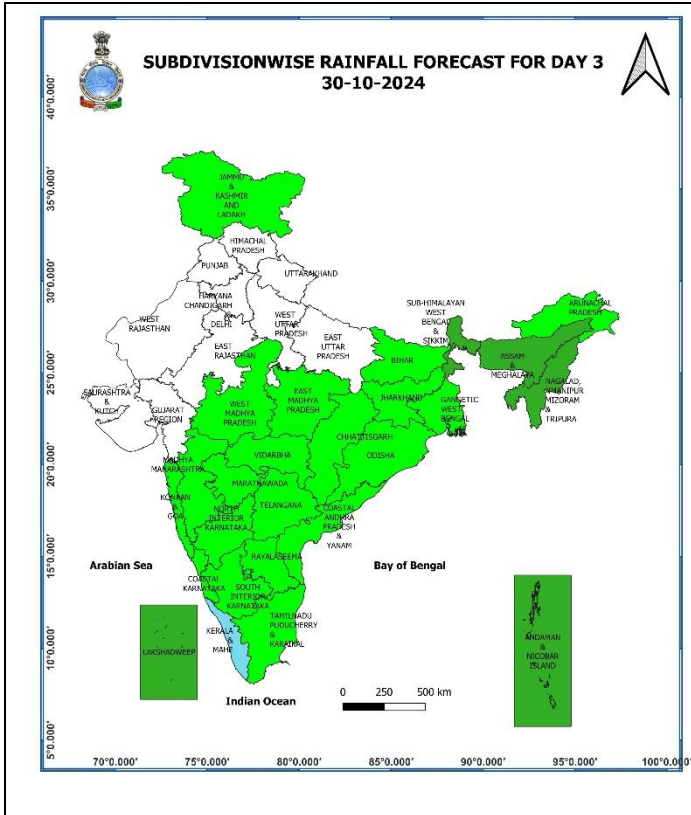 SUBDIVISIONWISE RAINFALL FORECAST FOR DAY 3
30-10-2024
40°0.000'
35°0.000'
30°0.000'
25°0.000'
20°0.000'
15°0.000'
10°0.000'
5°0.000'
JAMMU
&
KASHMIR
AND
LADAKH
HIMACHAL
PRADESH
PUNJAB
UTTARAKHAND
HARYANA
CHANDIGARH
DELHI
WEST
RAJASTHAN
WEST
UTTAR
PRADESH
EAST
RAJASTHAN
EAST
UTTAR
PRADESH
SUB-HIMALAYAN
WEST
BENGAL
&
SIKKIM
ARUNACHAL
PRADESH
ASSAM
&
MEGHALAYA
NAGALAD,
MANIPUR
MIZORAM
&
TRIPURA
BIHAR
SAURASHTRA
&
KUTCH
GUJARAT
REGION
WEST
MADHYA
PRADESH
EAST
MADHYA
PRADESH
JHARKHAND
GANGETIC
WEST
BENGAL
CHHATTISGARH
ODISHA
VIDARBHA
MADHYA
MAHARASHTRA
MARATHWADA
KONKAN
&
GOA
TELANGANA
NORTH
INTERIOR
KARNATAKA
COASTAL
ANDHRA
PRADESH
&
YANAM
RAYALASEEMA
Arabian Sea
Bay of Bengal
COASTAL
KARNATAKA
SOUTH
INTERIOR
KARNATAKA
TAMILNADU
PUDUCHERRY
&
KARAIKAL
KERALA
&
MAHE
LAKSHADWEEP
ANDAMAN
&
NICOBAR
ISLAND
Indian Ocean
0 250 500 km
70°0.000' 75°0.000' 80°0.000' 85°0.000' 90°0.000' 95°0.000' 100°0.000'